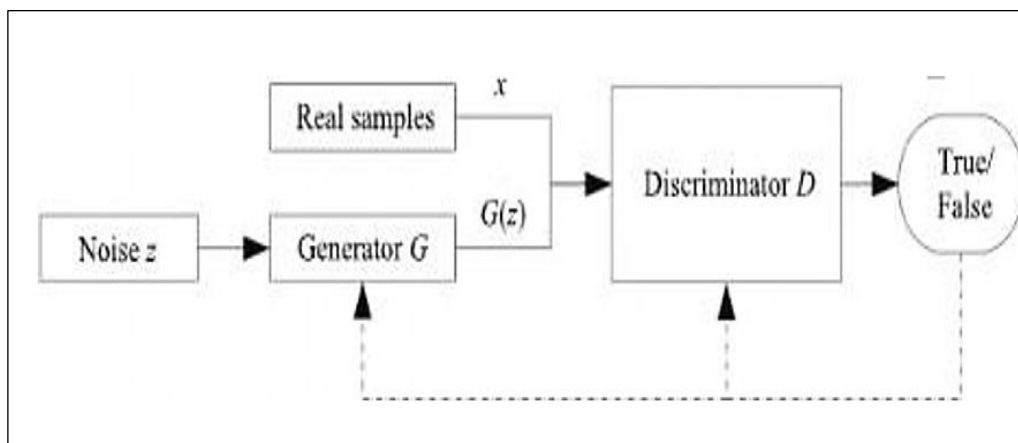 x
Real samples
True/
False
Discriminator D
G(z)
Noise z
Generator G